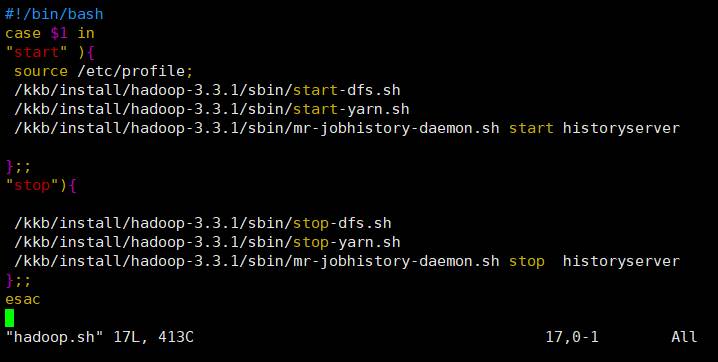 #!/bin/bash
case $1 in
"start" ){
 source /etc/profile;
 /kkb/install/hadoop-3.3.1/sbin/start-dfs.sh
 /kkb/install/hadoop-3.3.1/sbin/start-yarn.sh
 /kkb/install/hadoop-3.3.1/sbin/mr-jobhistory-daemon.sh start historyserver
};;
"stop"){
 /kkb/install/hadoop-3.3.1/sbin/stop-dfs.sh
 /kkb/install/hadoop-3.3.1/sbin/stop-yarn.sh
 /kkb/install/hadoop-3.3.1/sbin/mr-jobhistory-daemon.sh stop  historyserver
};;
esac
"hadoop.sh" 17L, 413C 17,0-1 All